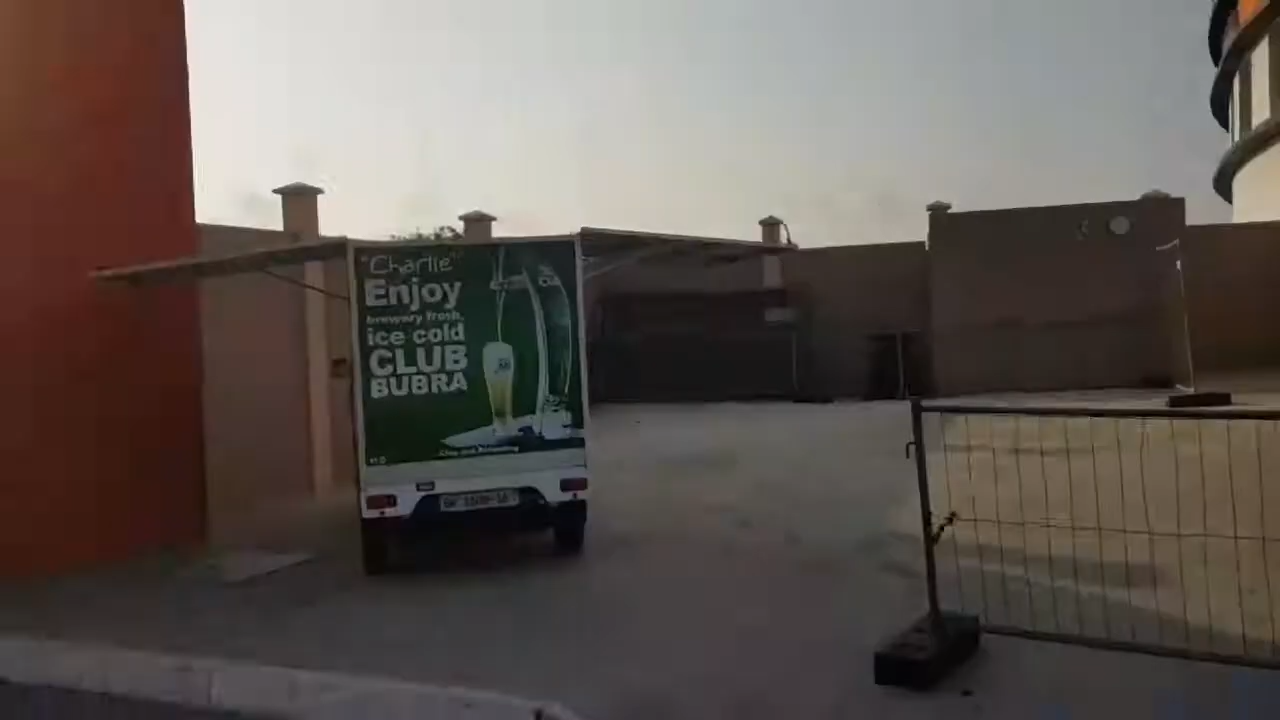 "Charlie"
Enjoy
brewery fresh,
ice cold
CLUB
BUBRA